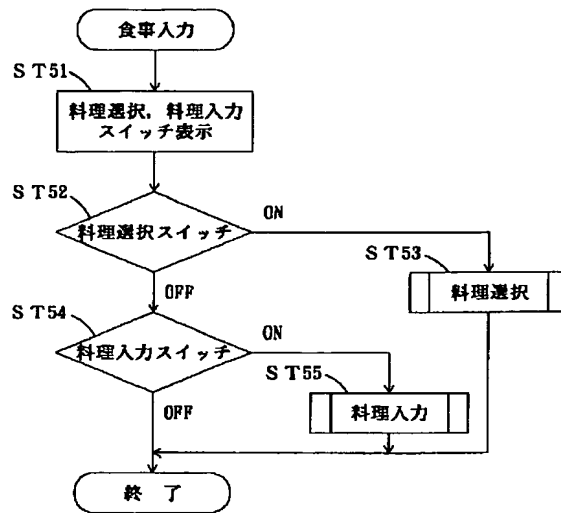 食事入力
ST51
料理選択,料理入力
スイッチ表示
ST52
料理選択スイッチ
ON
ST53
料理選択
OFF
ST54
料理入力スイッチ
ON
ST55
料理入力
OFF
終 了